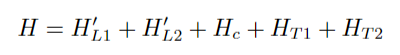 H = H'_{L1} + H'_{L2} + H_c + H_{T1} + H_{T2}